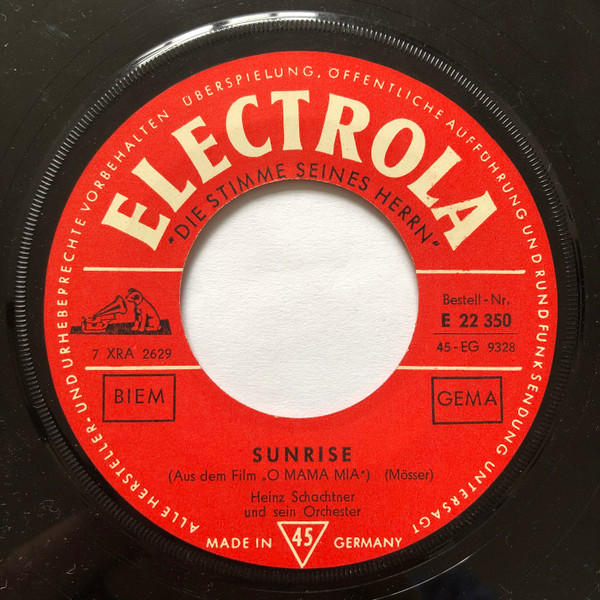 ALLE HERSTELLER- UND URHEBERRECHTE VORBEHALTEN ÜBERSPIELUNG, ÖFFENTLICHE AUFFÜHRUNG UND RUNDFUNKSENDUNG UNTERSAGT
ELECTROLA
"DIE STIMME SEINES HERRN"
7 XRA 2629
Bestell-Nr.
E 22 350
45-EG 9328
BIEM
GEMA
SUNRISE
(Aus dem Film „O MAMA MIA") (Mösser)
Heinz Schachtner
und sein Orchester
MADE IN 45 GERMANY